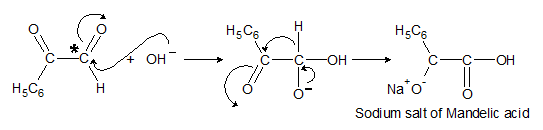 O O H
H5C6 H5C6
* C C + OH− C C OH C C OH
H5C6 H O O− Na+O− O
Sodium salt of Mandelic acid